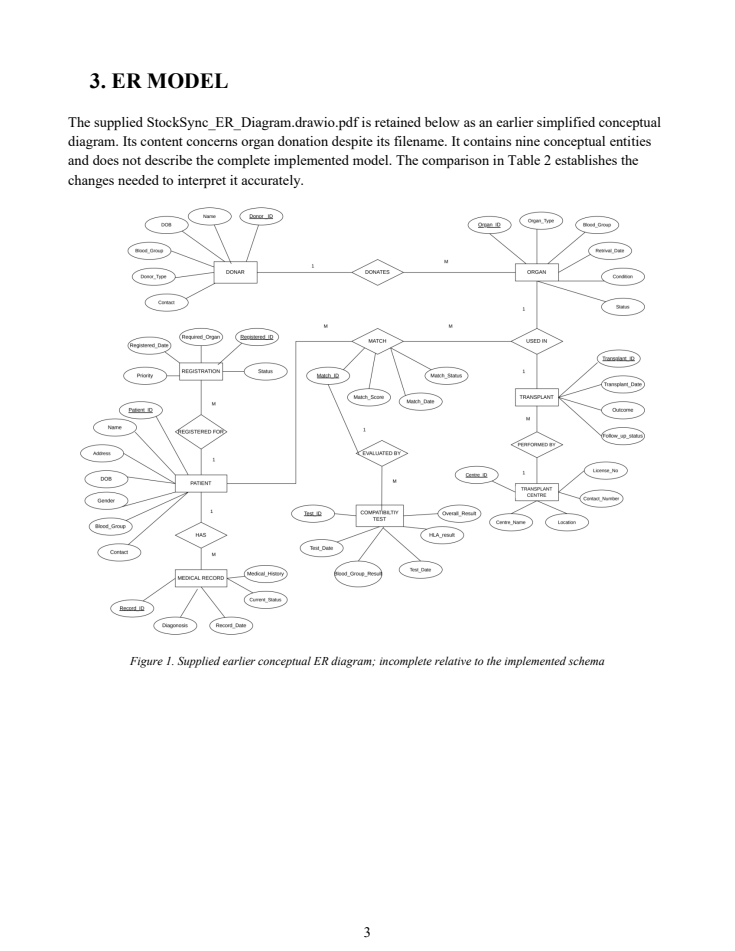 3. ER MODEL
The supplied StockSync_ER_Diagram.drawio.pdf is retained below as an earlier simplified conceptual
diagram. Its content concerns organ donation despite its filename. It contains nine conceptual entities
and does not describe the complete implemented model. The comparison in Table 2 establishes the
changes needed to interpret it accurately.
Name
Donor_ID
DOB
Blood_Group
Donor_Type
Contact
DONAR
1
DONATES
M
Organ_ID
Organ_Type
Blood_Group
Retrival_Date
Condition
Status
ORGAN
1
M
MATCH
M
USED IN
1
Registered_Date
Required_Organ
Registered_ID
Priority
REGISTRATION
Status
M
REGISTERED FOR
1
Match_ID
Match_Score
Match_Date
Match_Status
1
EVALUATED BY
M
Transplant_ID
Transplant_Date
Outcome
Follow_up_status
TRANSPLANT
M
PERFORMED BY
1
Patient_ID
Name
Address
DOB
Gender
Blood_Group
Contact
PATIENT
1
HAS
M
Centre_ID
License_No
Contact_Number
Centre_Name
Location
TRANSPLANT
CENTRE
Test_ID
COMPATIBILTIY
TEST
Overall_Result
HLA_result
Test_Date
Blood_Group_Result
Test_Date
MEDICAL RECORD
Medical_History
Current_Status
Record_ID
Diagonosis
Record_Date
Figure 1. Supplied earlier conceptual ER diagram; incomplete relative to the implemented schema
3